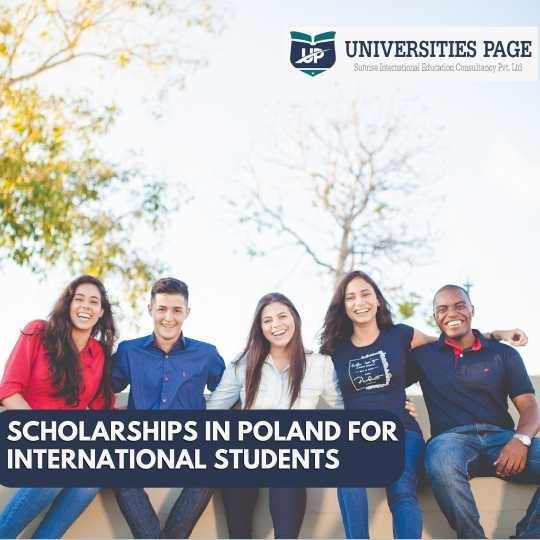 UP
UNIVERSITIES PAGE
Sunrise International Education Consultancy Pvt. Ltd
SCHOLARSHIPS IN POLAND FOR
INTERNATIONAL STUDENTS